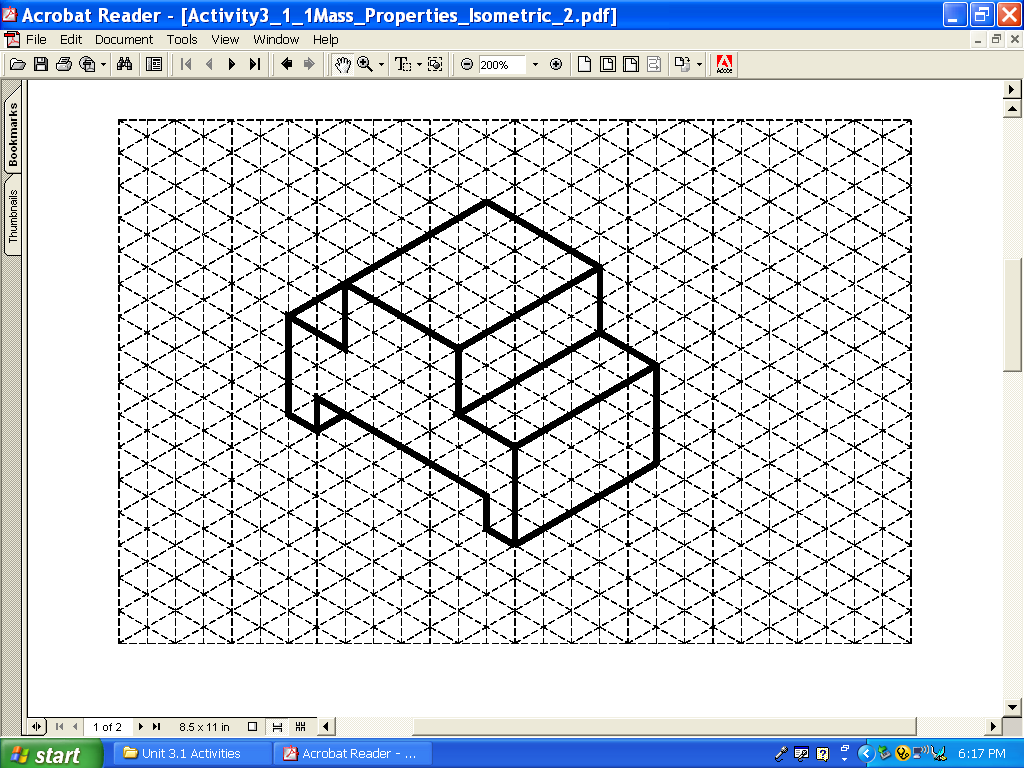 Acrobat Reader - [Activity3_1_1Mass_Properties_Isometric_2.pdf]
File Edit Document Tools View Window Help
200%
Adobe
Bookmarks
Thumbnails
1 of 2 8.5 x 11 in
start Unit 3.1 Activities Acrobat Reader - ... 6:17 PM